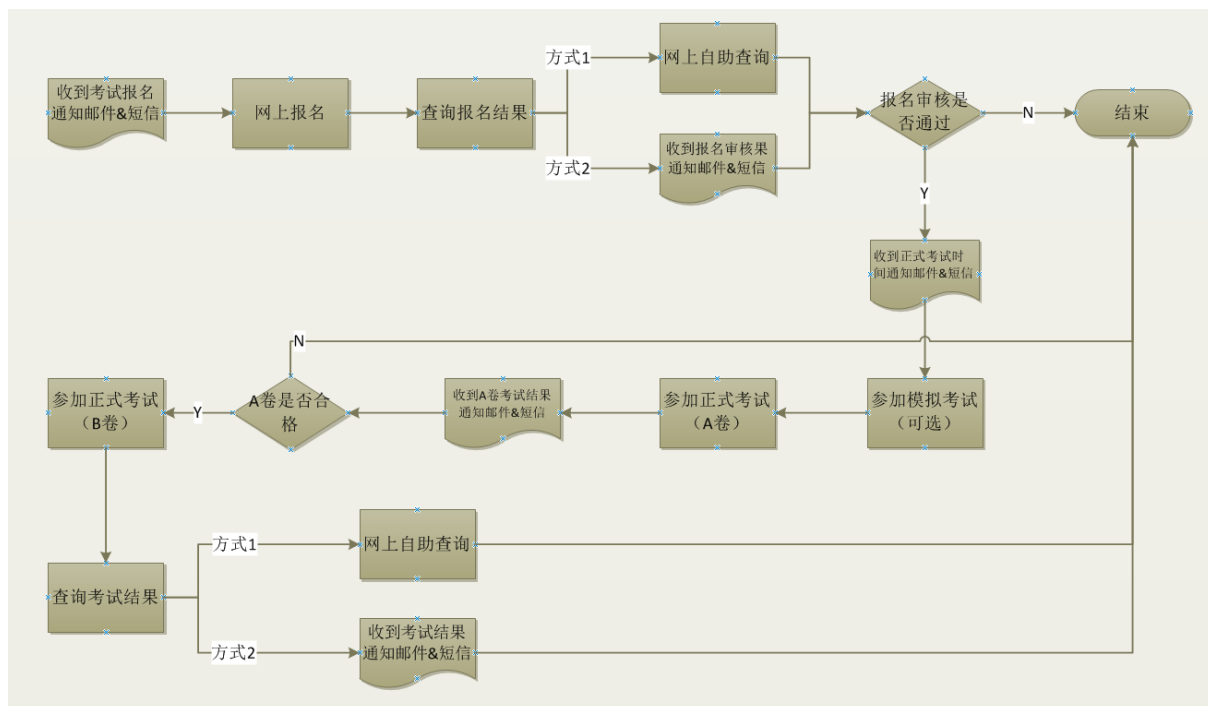 收到考试报名
通知邮件&短信
网上报名
查询报名结果
方式1
网上自助查询
方式2
收到报名审核果
通知邮件&短信
报名审核是
否通过
N
结束
Y
收到正式考试时
间通知邮件&短信
参加模拟考试
（可选）
参加正式考试
（A卷）
收到A卷考试结果
通知邮件&短信
A卷是否合
格
N
Y
参加正式考试
（B卷）
查询考试结果
方式1
网上自助查询
方式2
收到考试结果
通知邮件&短信